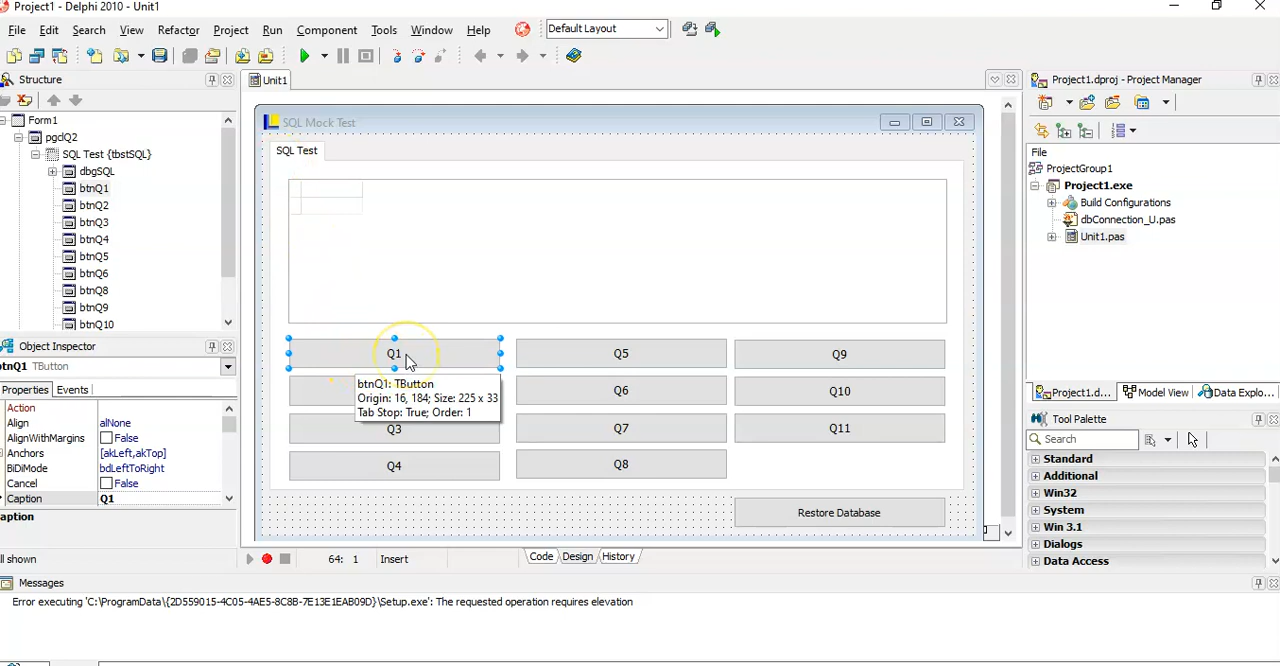 Project1 - Delphi 2010 - Unit1
File Edit Search View Refactor Project Run Component Tools Window Help Default Layout
Structure
Form1
pgclQ2
SQL Test {tbstSQL}
dbgSQL
btnQ1
btnQ2
btnQ3
btnQ4
btnQ5
btnQ6
btnQ8
btnQ9
btnQ10
Object Inspector
btnQ1 TButton
Properties Events
Action
Align alNone
AlignWithMargins False
Anchors [akLeft,akTop]
BiDiMode bdLeftToRight
Cancel False
Caption Q1
Caption
ll shown
Unit1
SQL Mock Test
SQL Test
Q1 Q5 Q9
btnQ1: TButton
Origin: 16, 184; Size: 225 x 33
Tab Stop: True; Order: 1
Q6 Q10
Q3 Q7 Q11
Q4 Q8
Restore Database
64: 1 Insert Code Design History
Project1.dproj - Project Manager
File
ProjectGroup1
Project1.exe
Build Configurations
dbConnection_U.pas
Unit1.pas
Project1.d... Model View Data Explo...
Tool Palette
Search
Standard
Additional
Win32
System
Win 3.1
Dialogs
Data Access
Messages
Error executing 'C:\ProgramData\{2D559015-4C05-4AE5-8C8B-7E13E1EAB09D}\Setup.exe': The requested operation requires elevation